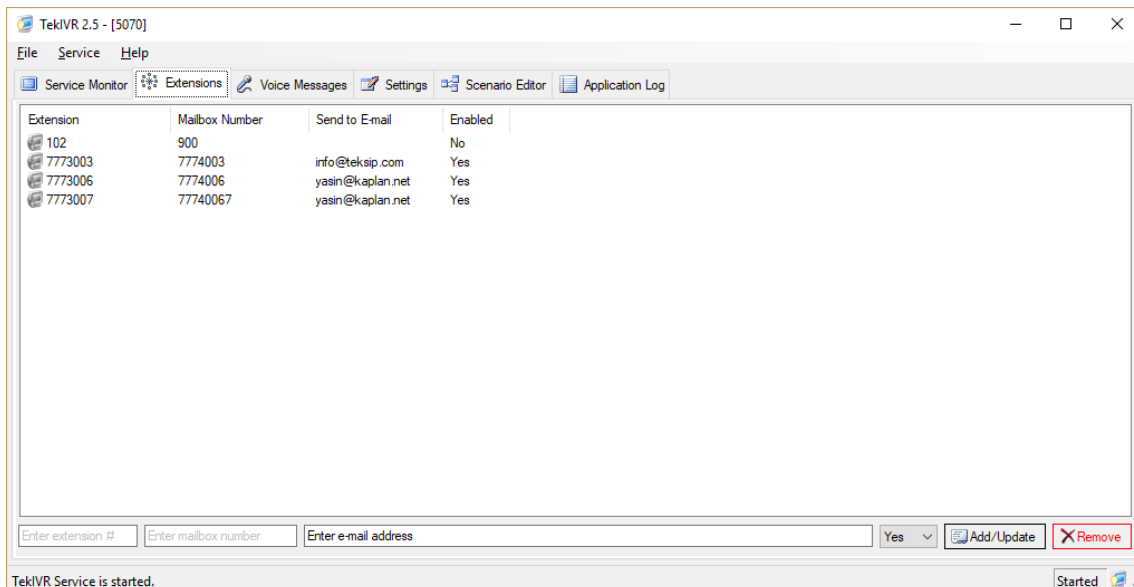 TekIVR 2.5 - [5070]
File Service Help
Service Monitor Extensions Voice Messages Settings Scenario Editor Application Log
Extension Mailbox Number Send to E-mail Enabled
102 900 No
7773003 7774003 info@teksip.com Yes
7773006 7774006 yasin@kaplan.net Yes
7773007 77740067 yasin@kaplan.net Yes
Enter extension # Enter mailbox number Enter e-mail address Yes Add/Update Remove
TekIVR Service is started. Started